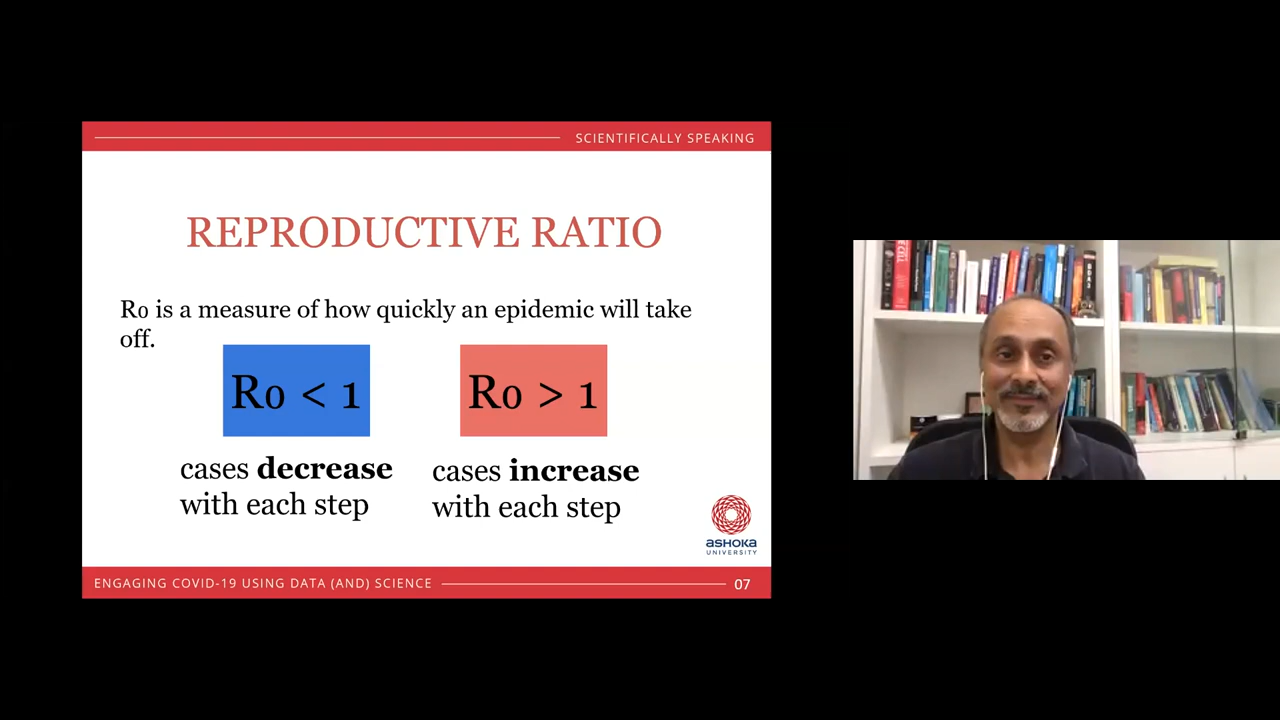 SCIENTIFICALLY SPEAKING
REPRODUCTIVE RATIO
R0 is a measure of how quickly an epidemic will take
off.
R0 < 1
R0 > 1
cases decrease
with each step
cases increase
with each step
ASHOKA
UNIVERSITY
ENGAGING COVID-19 USING DATA (AND) SCIENCE
07